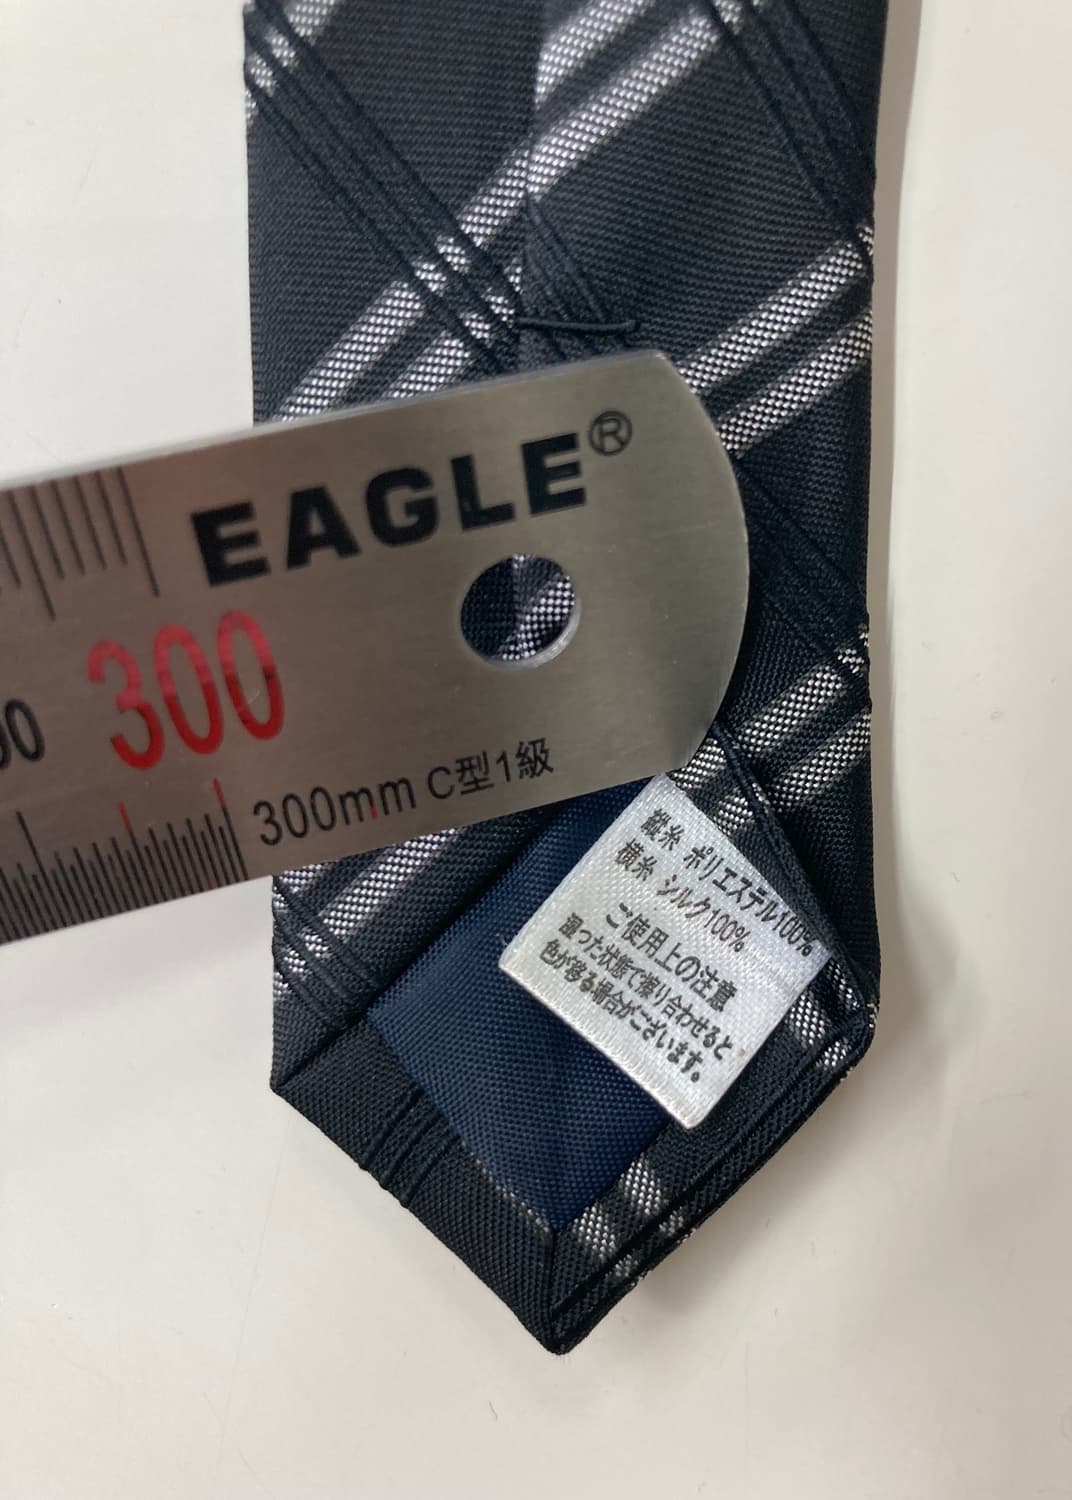 EAGLE®
300
300mm C型1級
縦糸 ポリエステル100%
横糸 シルク100%
ご使用上の注意
湿った状態で擦り合わせると
色が移る場合がございます。